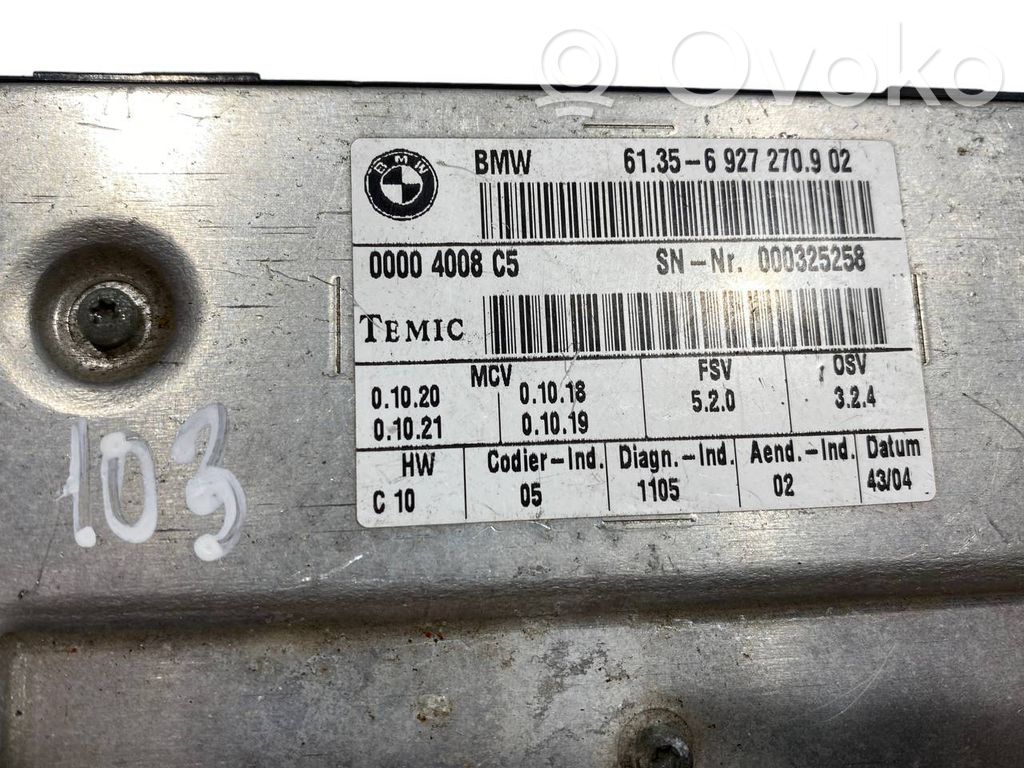 Ovoko
BMW
BMW 61.35-6 927 270.9 02
0000 4008 C5 SN-Nr. 000325258
TEMIC
MCV FSV OSV
0.10.20 0.10.18 5.2.0 3.2.4
0.10.21 0.10.19
HW Codier-Ind. Diagn.-Ind. Aend.-Ind. Datum
C 10 05 1105 02 43/04
103